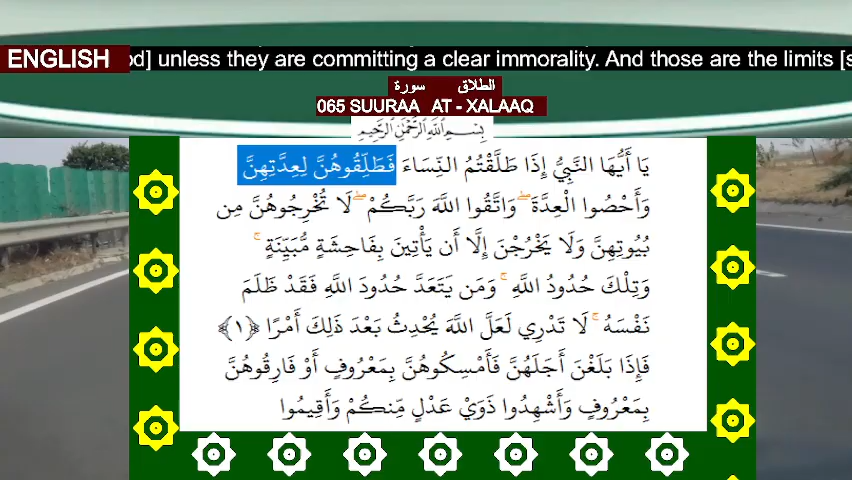 ENGLISH
unless they are committing a clear immorality. And those are the limits [s
سورة الطلاق
065 SUURAA AT - XALAAQ
بِسْمِ اللَّهِ الرَّحْمَٰنِ الرَّحِيمِ
يَا أَيُّهَا النَّبِيُّ إِذَا طَلَّقْتُمُ النِّسَاءَ فَطَلِّقُوهُنَّ لِعِدَّتِهِنَّ
وَأَحْصُوا الْعِدَّةَ ۖ وَاتَّقُوا اللَّهَ رَبَّكُمْ ۖ لَا تُخْرِجُوهُنَّ مِن
بُيُوتِهِنَّ وَلَا يَخْرُجْنَ إِلَّا أَن يَأْتِينَ بِفَاحِشَةٍ مُّبَيِّنَةٍ ۚ
وَتِلْكَ حُدُودُ اللَّهِ ۚ وَمَن يَتَعَدَّ حُدُودَ اللَّهِ فَقَدْ ظَلَمَ
نَفْسَهُ ۚ لَا تَدْرِي لَعَلَّ اللَّهَ يُحْدِثُ بَعْدَ ذَٰلِكَ أَمْرًا ﴿١﴾
فَإِذَا بَلَغْنَ أَجَلَهُنَّ فَأَمْسِكُوهُنَّ بِمَعْرُوفٍ أَوْ فَارِقُوهُنَّ
بِمَعْرُوفٍ وَأَشْهِدُوا ذَوَيْ عَدْلٍ مِّنكُمْ وَأَقِيمُوا